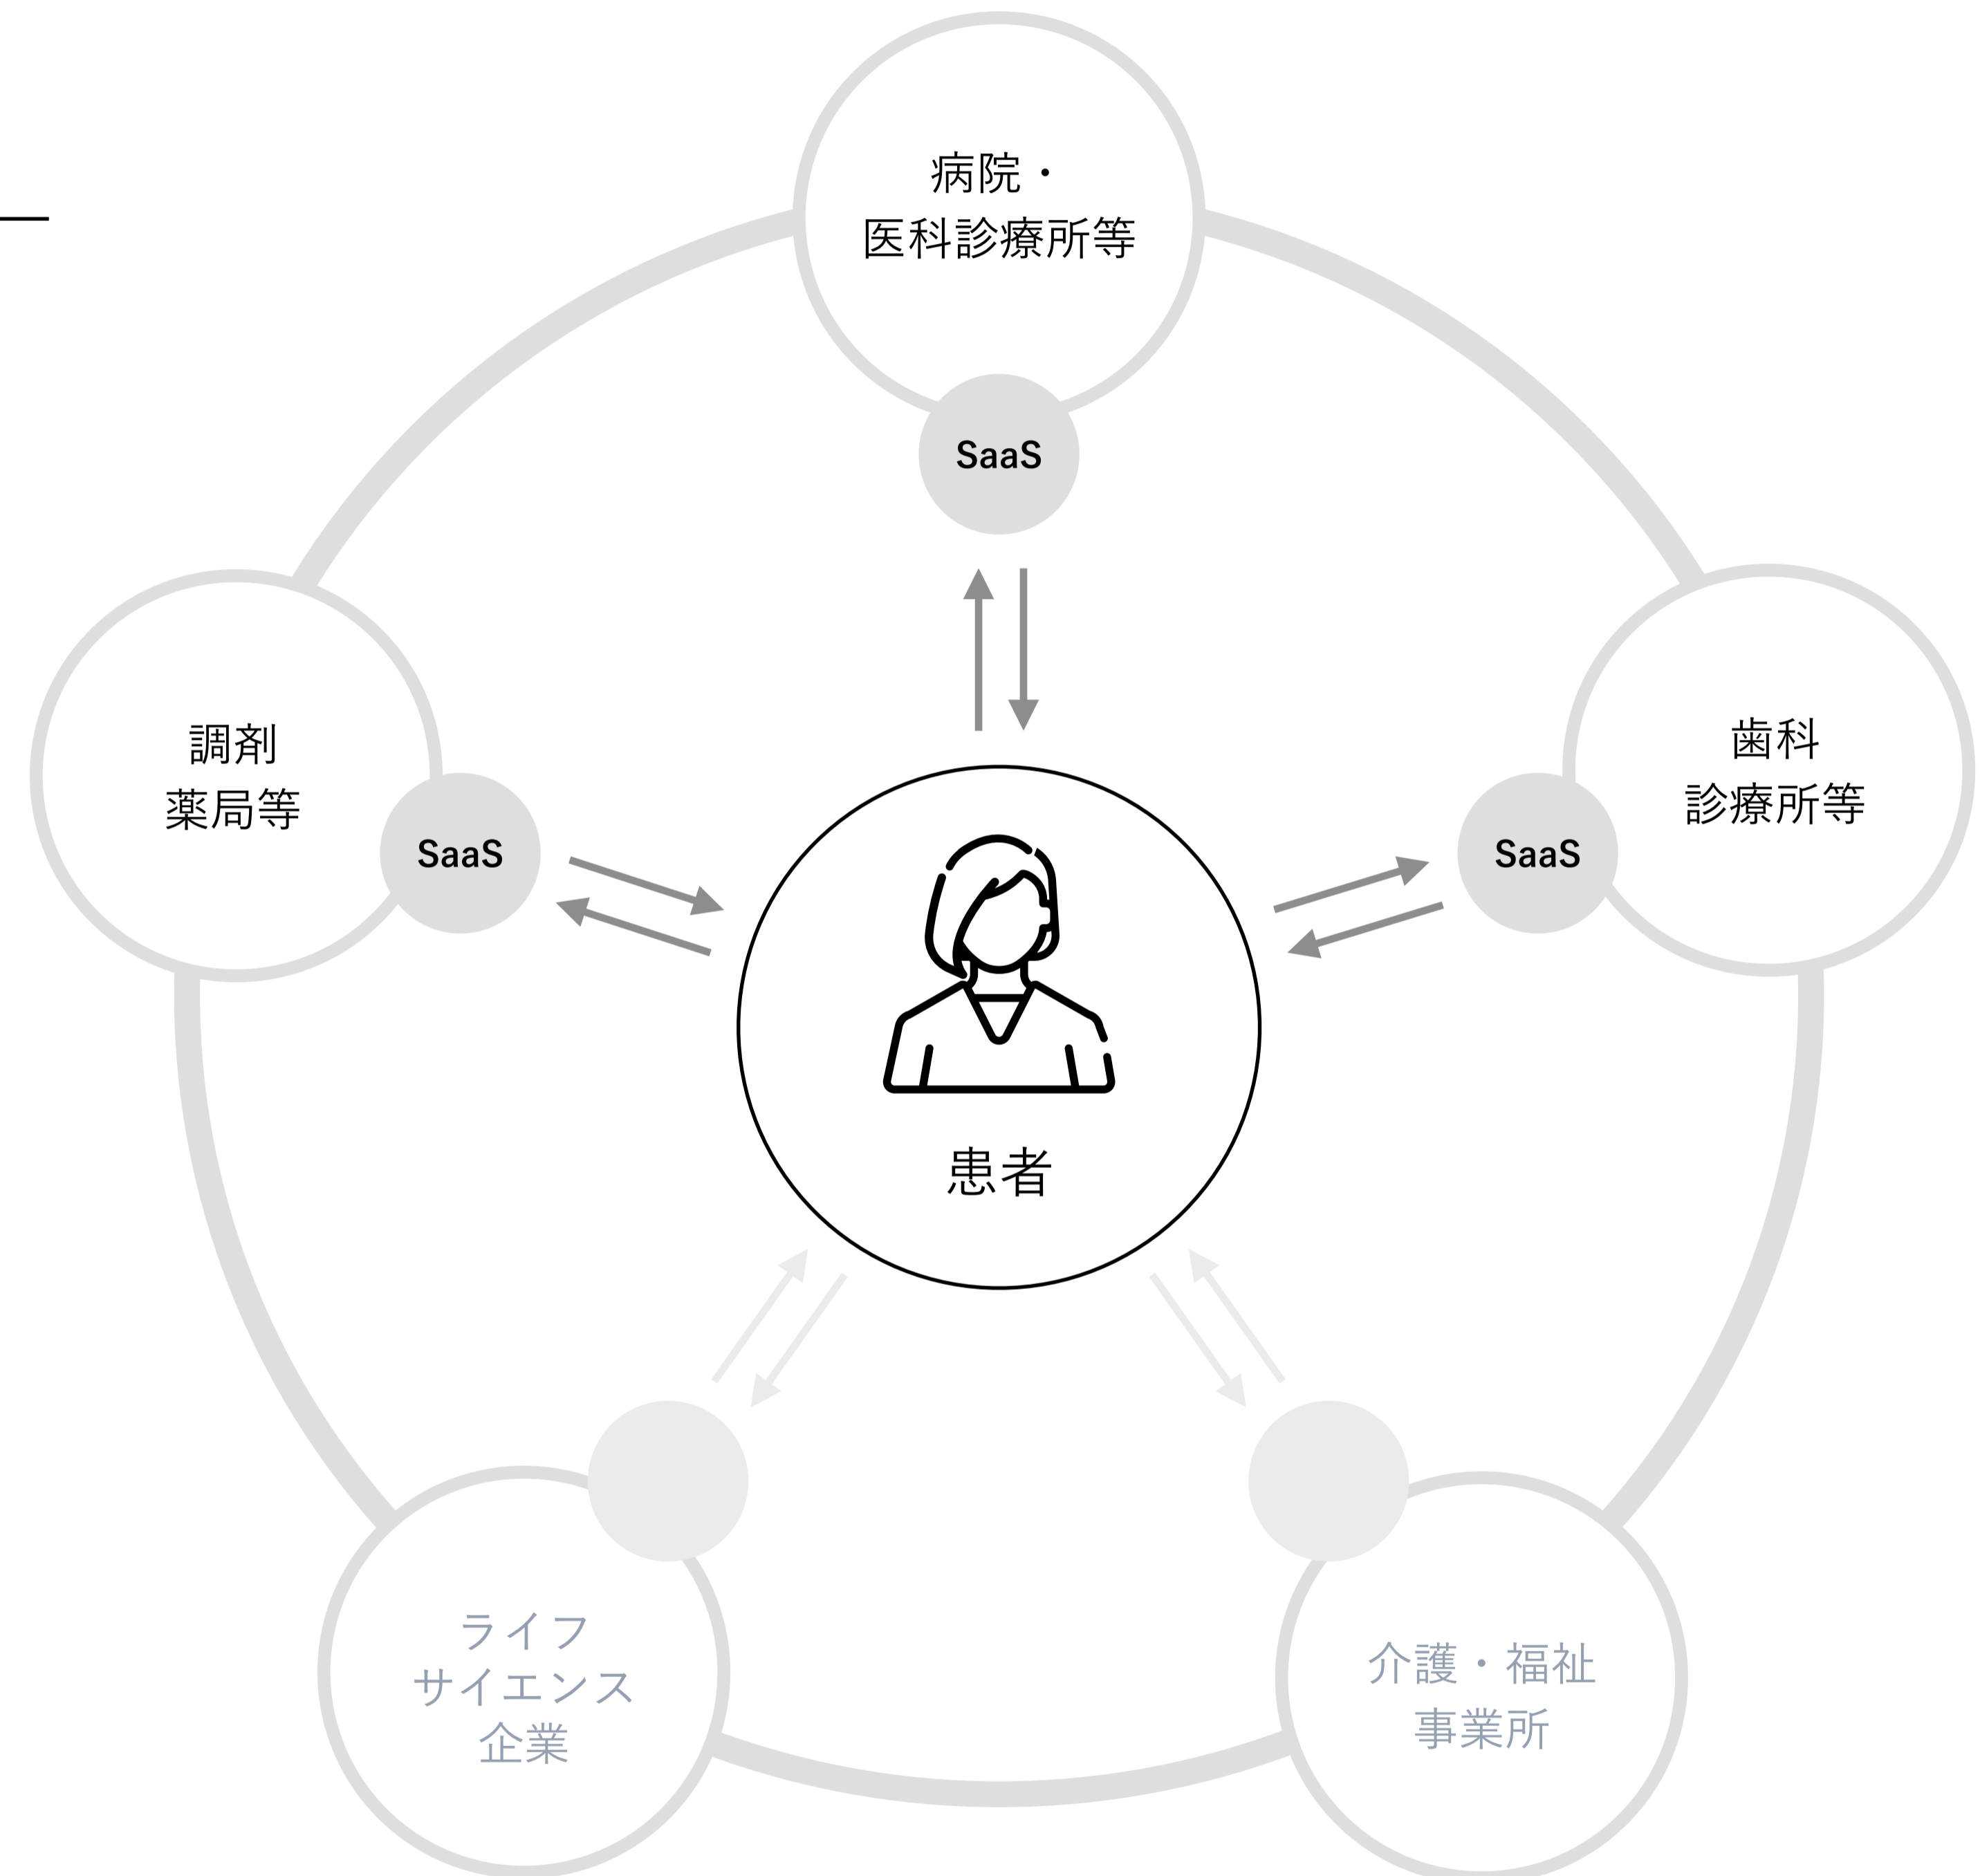 病院・
医科診療所等
SaaS
調剤
薬局等
SaaS
歯科
診療所等
SaaS
患者
ライフ
サイエンス
企業
介護・福祉
事業所